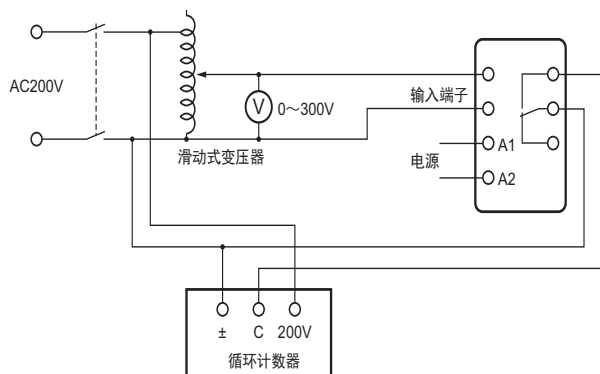 AC200V
V
0～300V
滑动式变压器
输入端子
A1
电源
A2
± C 200V
循环计数器